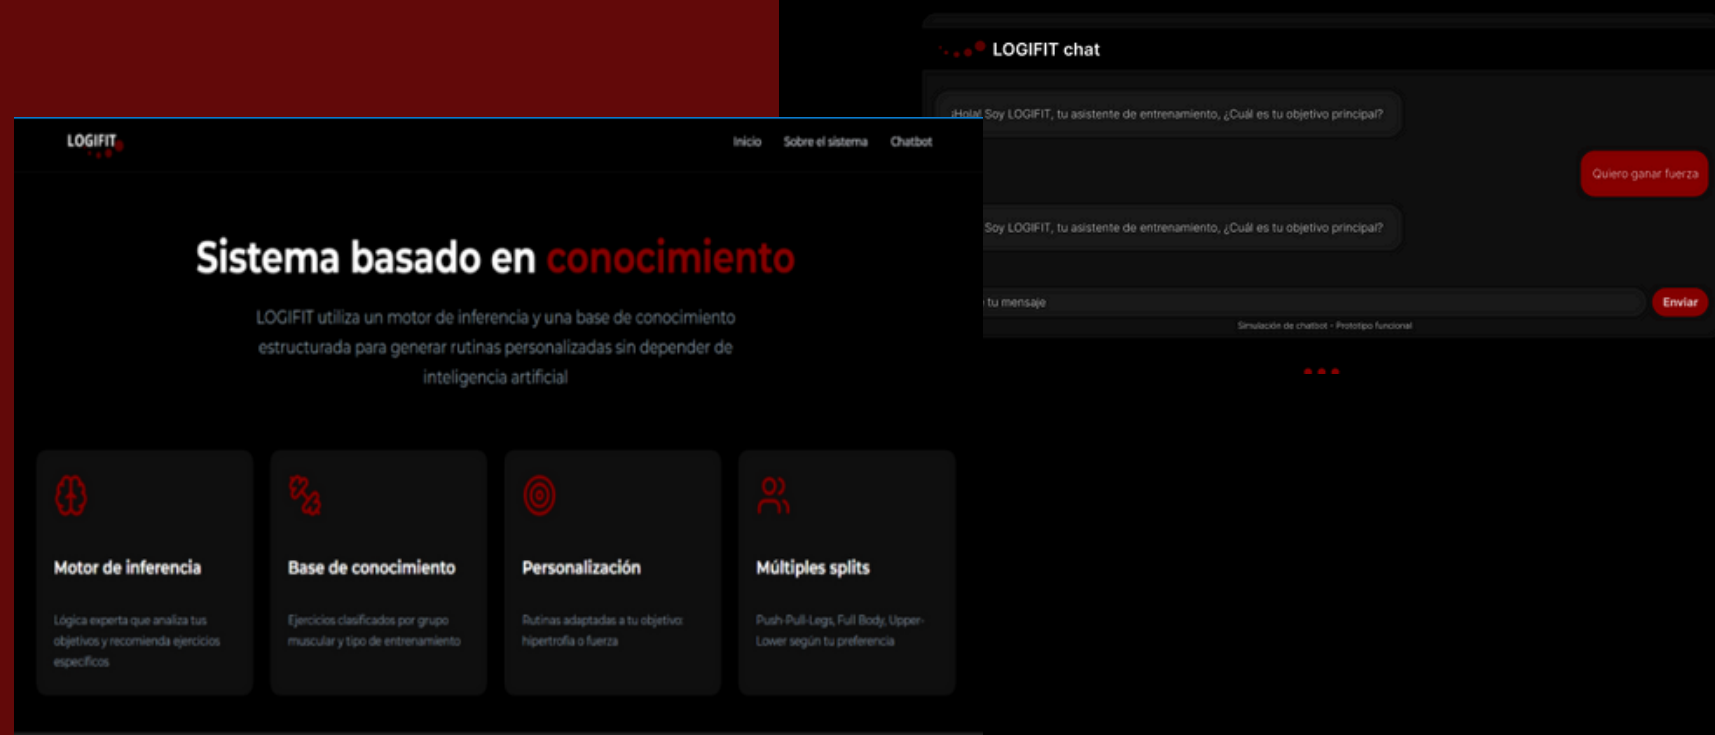 LOGIFIT chat
¡Hola! Soy LOGIFIT, tu asistente de entrenamiento, ¿Cuál es tu objetivo principal?
Quiero ganar fuerza
Soy LOGIFIT, tu asistente de entrenamiento, ¿Cuál es tu objetivo principal?
tu mensaje
Enviar
Simulación de chatbot - Prototipo funcional
LOGIFIT
Inicio Sobre el sistema Chatbot
Sistema basado en conocimiento
LOGIFIT utiliza un motor de inferencia y una base de conocimiento
estructurada para generar rutinas personalizadas sin depender de
inteligencia artificial
Motor de inferencia
Lógica experta que analiza tus
objetivos y recomienda ejercicios
específicos
Base de conocimiento
Ejercicios clasificados por grupo
muscular y tipo de entrenamiento
Personalización
Rutinas adaptadas a tu objetivo:
hipertrofia o fuerza
Múltiples splits
Push-Pull-Legs, Full Body, Upper-
Lower según tu preferencia